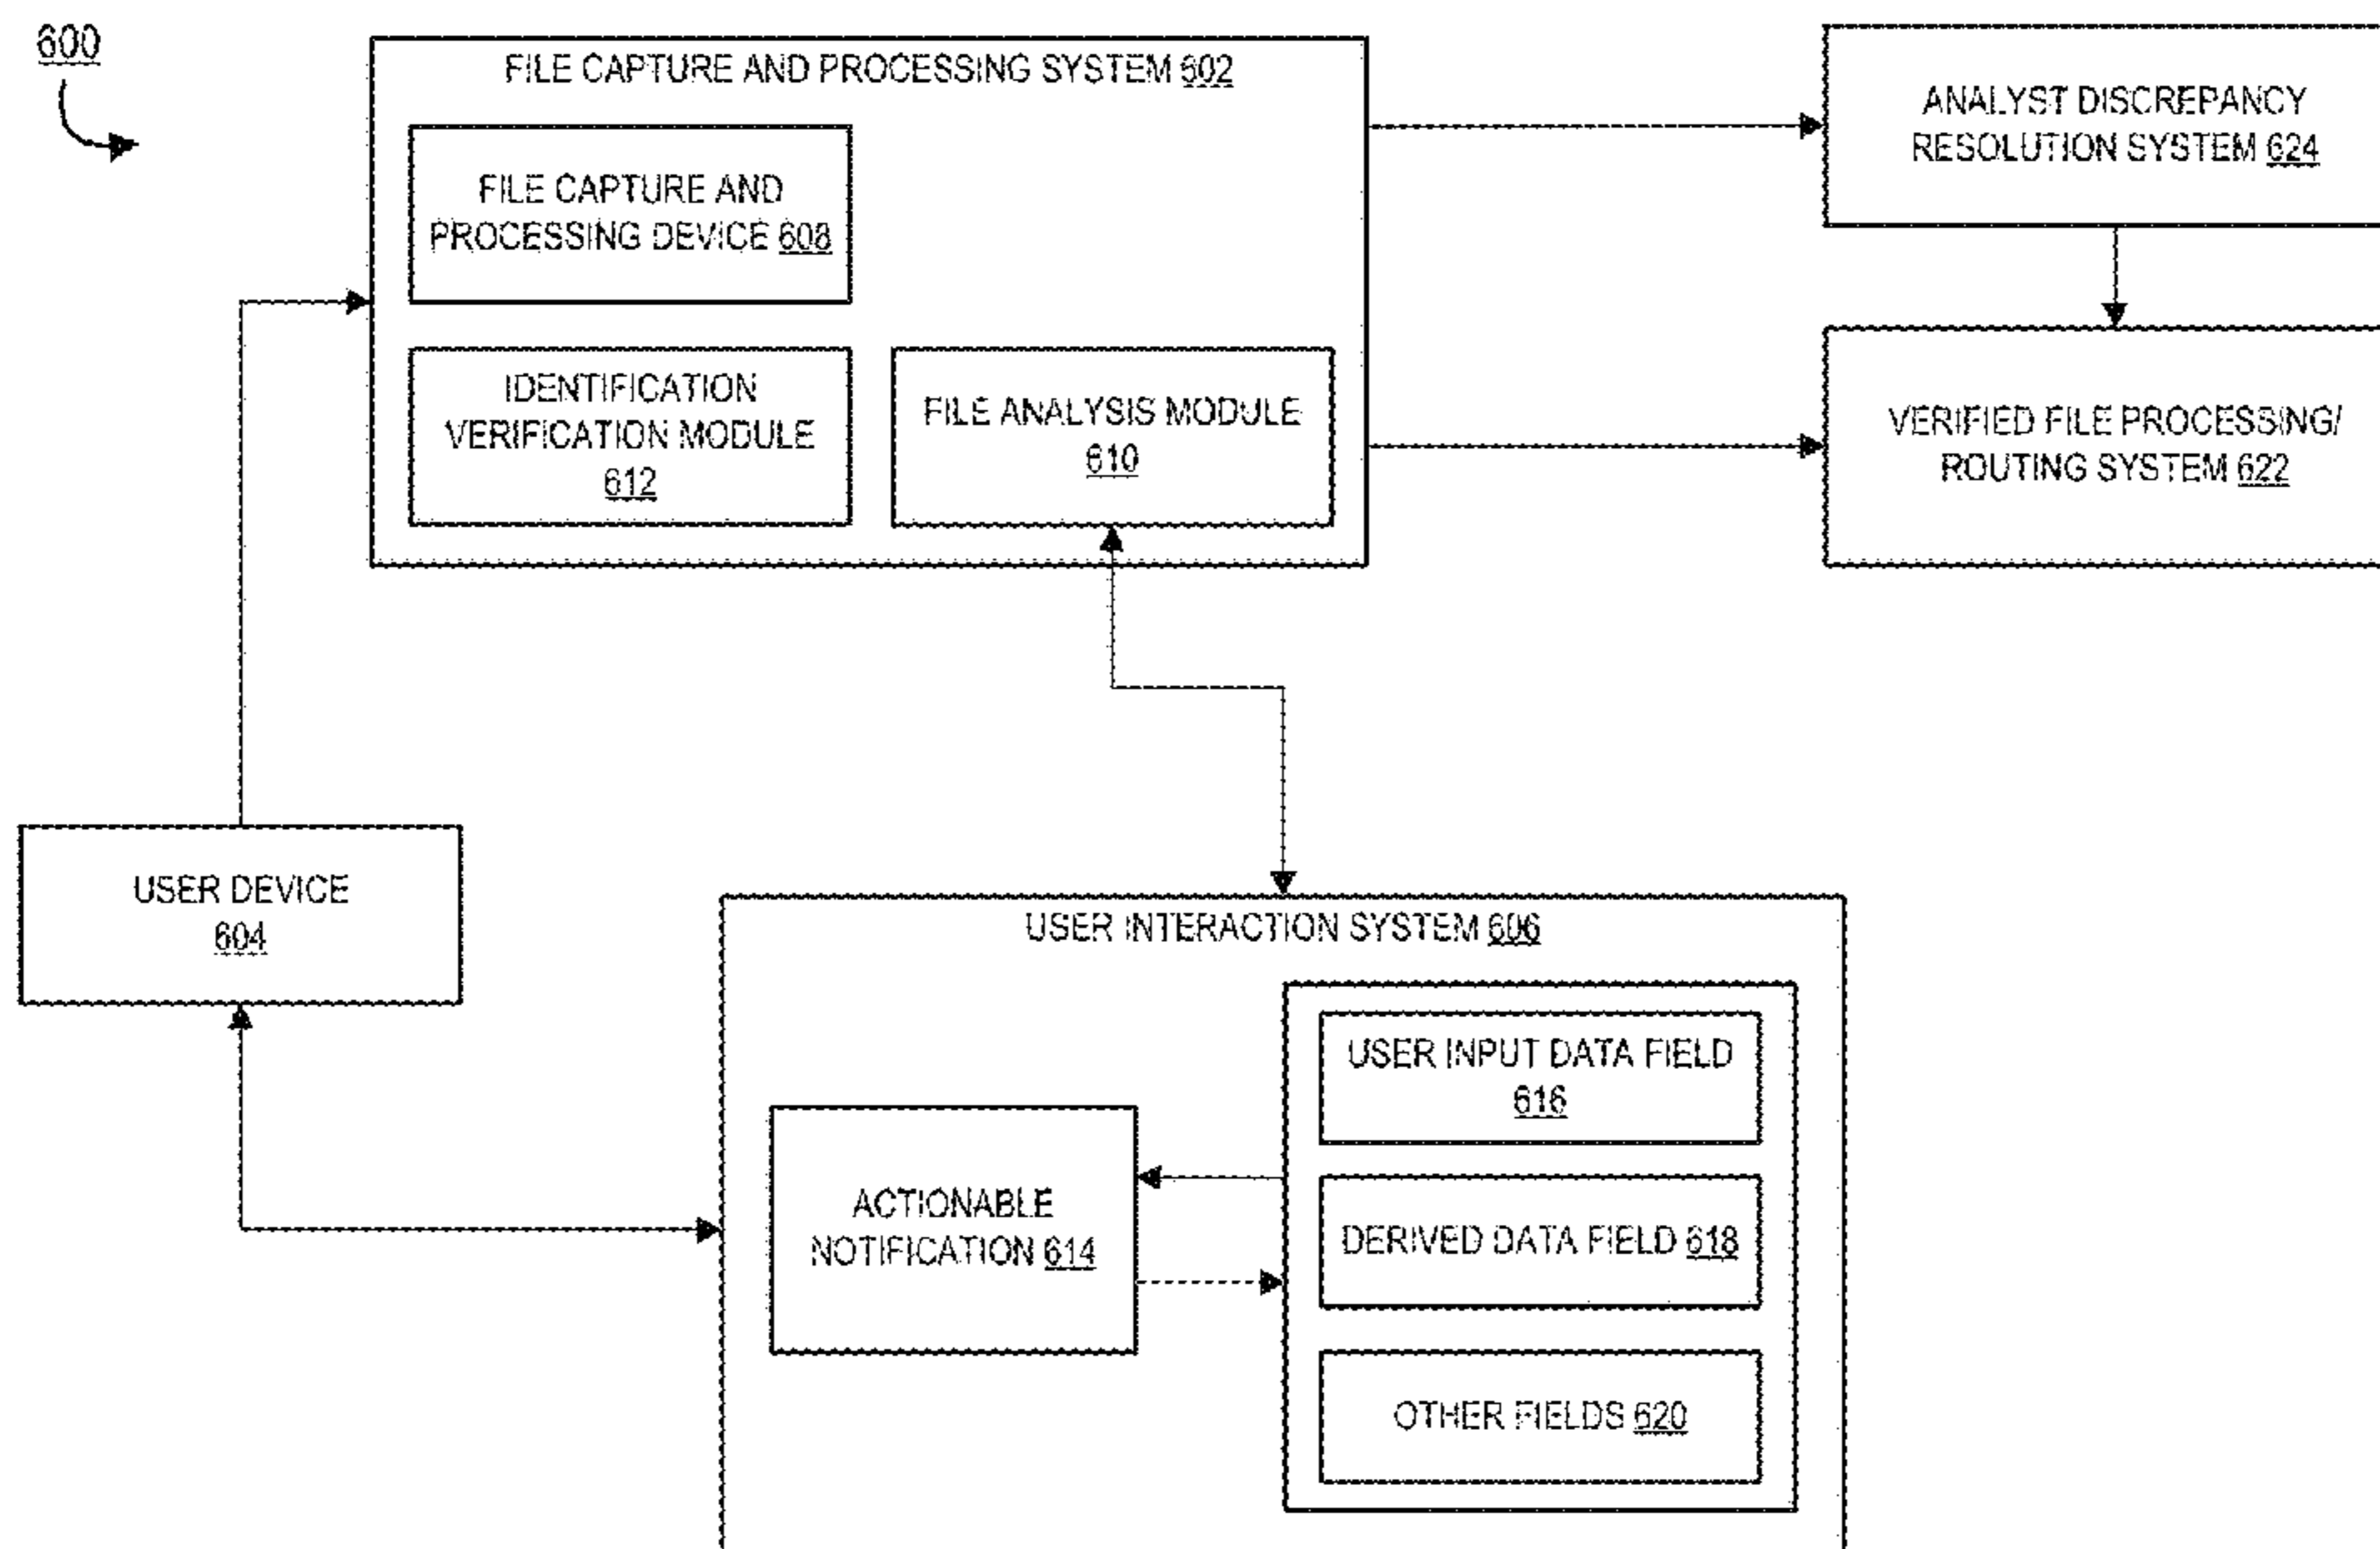 600
FILE CAPTURE AND PROCESSING SYSTEM 602
FILE CAPTURE AND
PROCESSING DEVICE 608
IDENTIFICATION
VERIFICATION MODULE
612
FILE ANALYSIS MODULE
610
ANALYST DISCREPANCY
RESOLUTION SYSTEM 624
VERIFIED FILE PROCESSING/
ROUTING SYSTEM 622
USER DEVICE
604
USER INTERACTION SYSTEM 606
ACTIONABLE
NOTIFICATION 614
USER INPUT DATA FIELD
616
DERIVED DATA FIELD 618
OTHER FIELDS 620